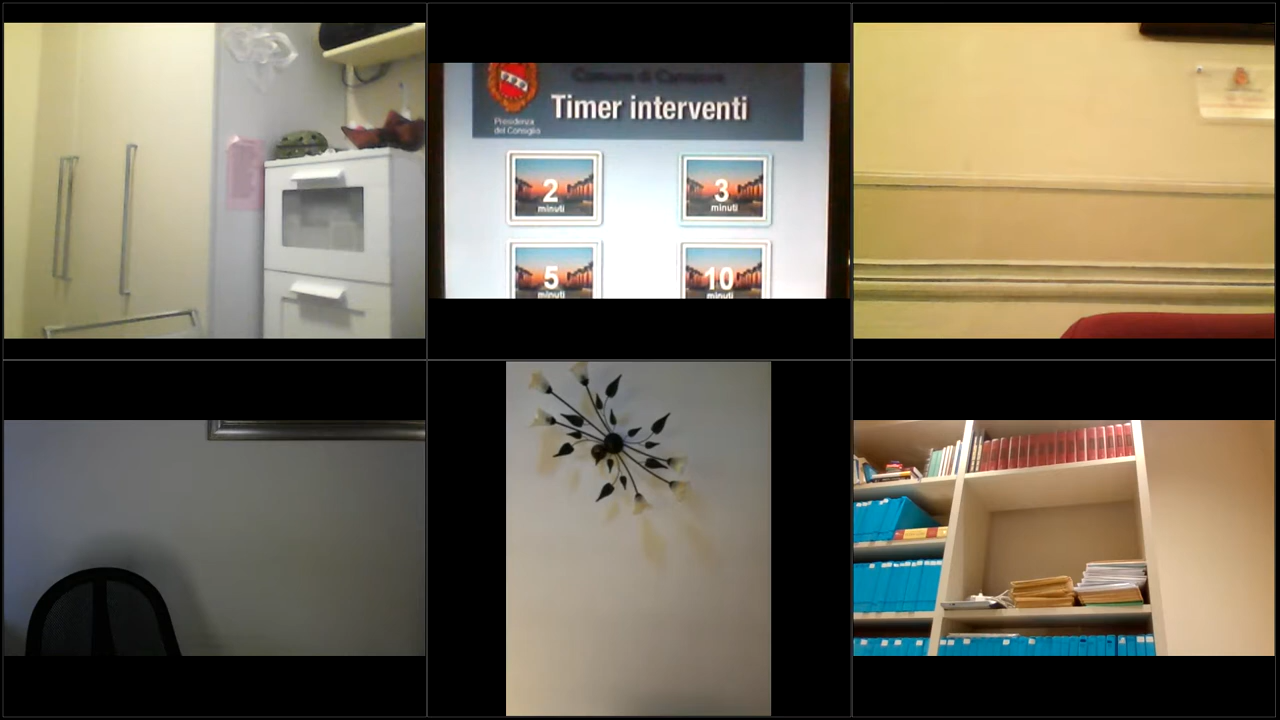 Comune di Camaiore
Presidenza
del Consiglio
Timer interventi
2
minuti
3
minuti
5
minuti
10
minuti